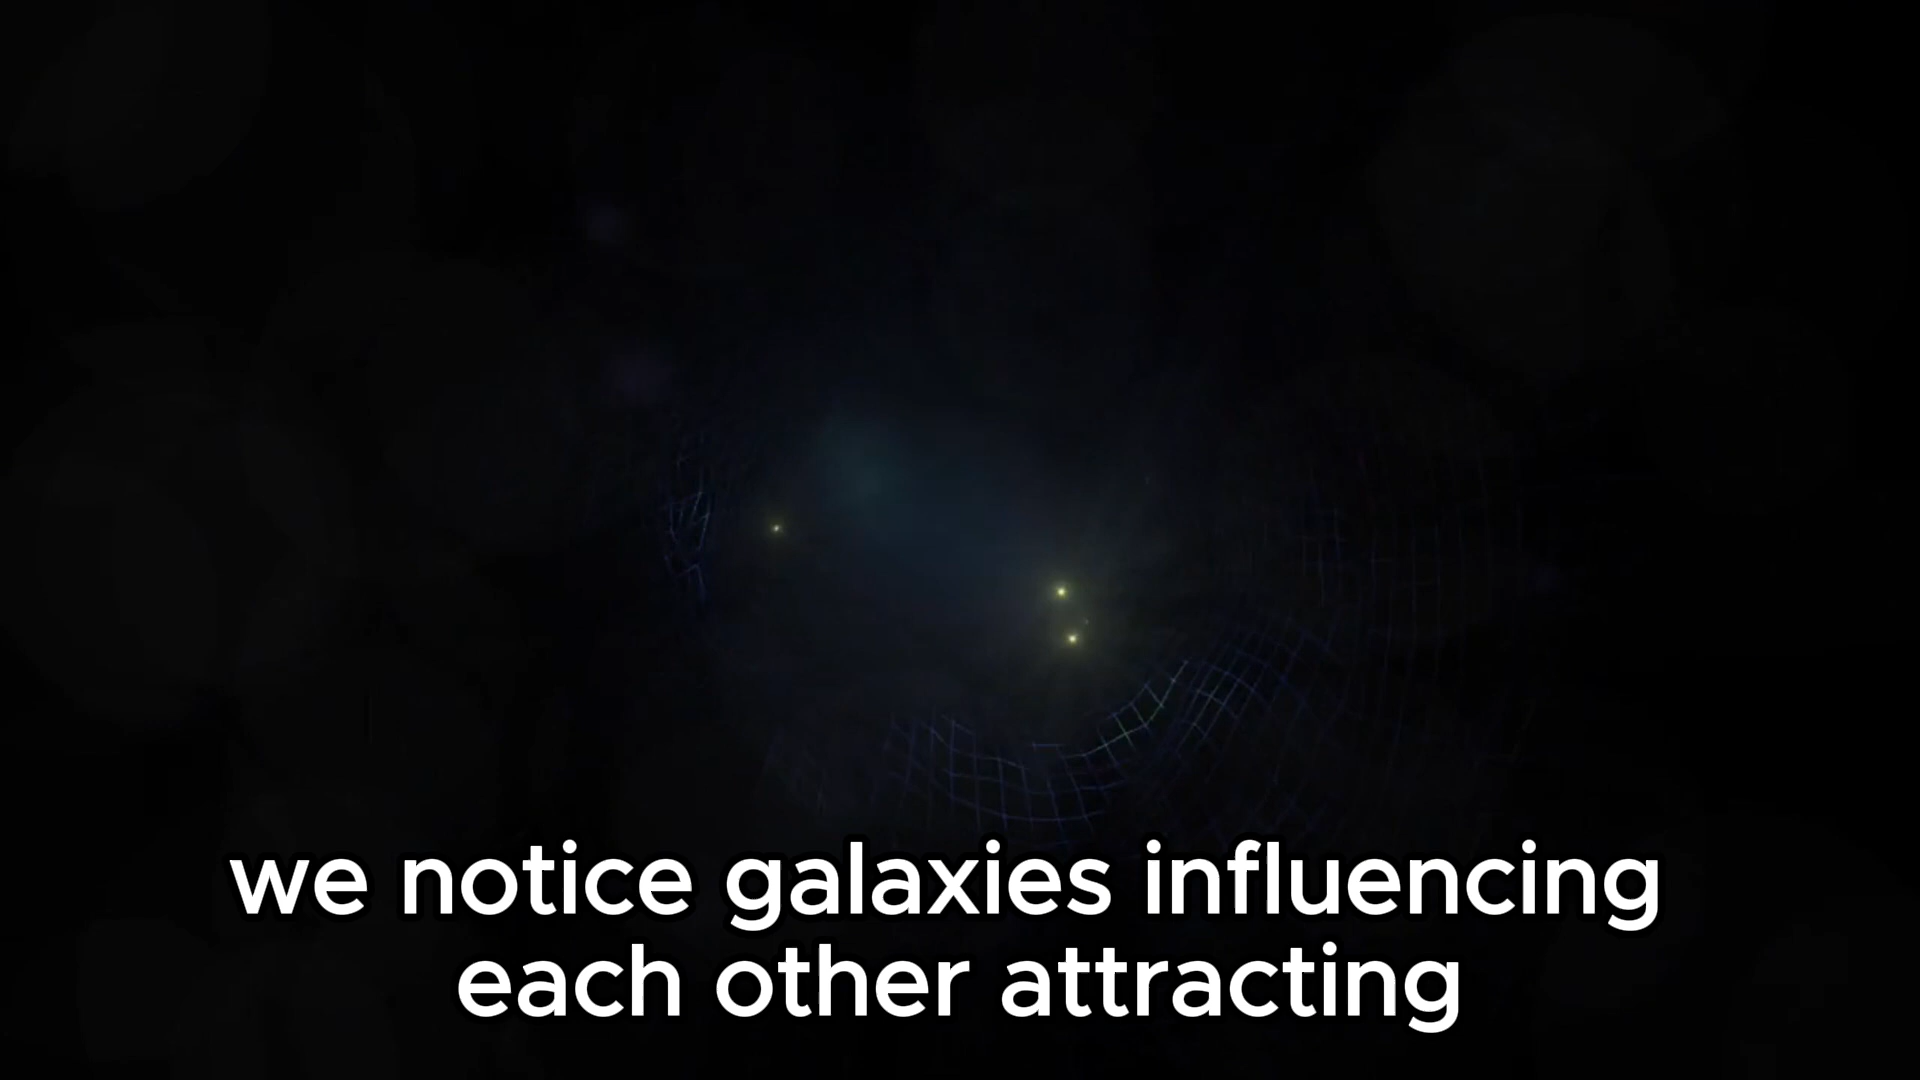 we notice galaxies influencing
each other attracting